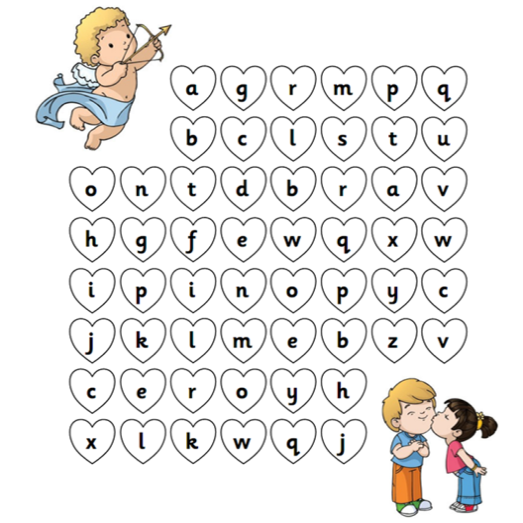 a g r m p q
b c l s t u
o n t d b r a v
h g f e w q x w
i p i n o p y c
j k l m e b z v
c e r o y h
x l k w q j